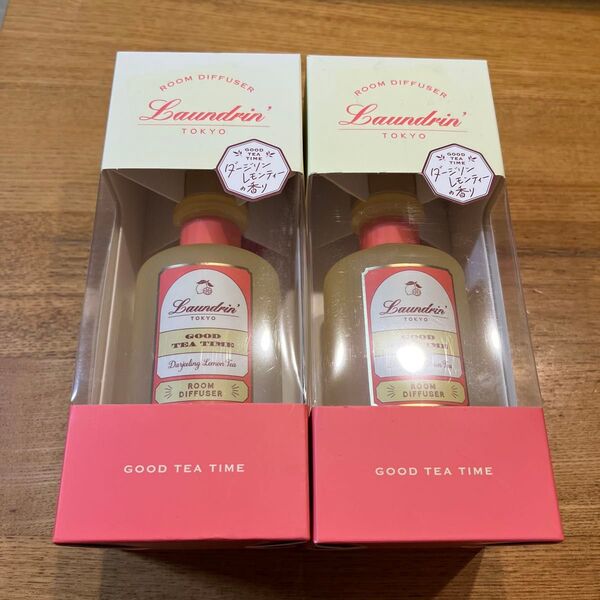 ROOM DIFFUSER
Laundrin'
TOKYO
GOOD
TEA
TIME
ダージリン
レモンティー
の香り
Laundrin'
TOKYO
GOOD
TEA TIME
Darjeeling Lemon Tea
ROOM
DIFFUSER
GOOD TEA TIME
ROOM DIFFUSER
Laundrin'
TOKYO
GOOD
TEA
TIME
ダージリン
レモンティー
の香り
Laundrin'
TOKYO
GOOD
TIME
Tea
ROOM
DIFFUSER
GOOD TEA TIME